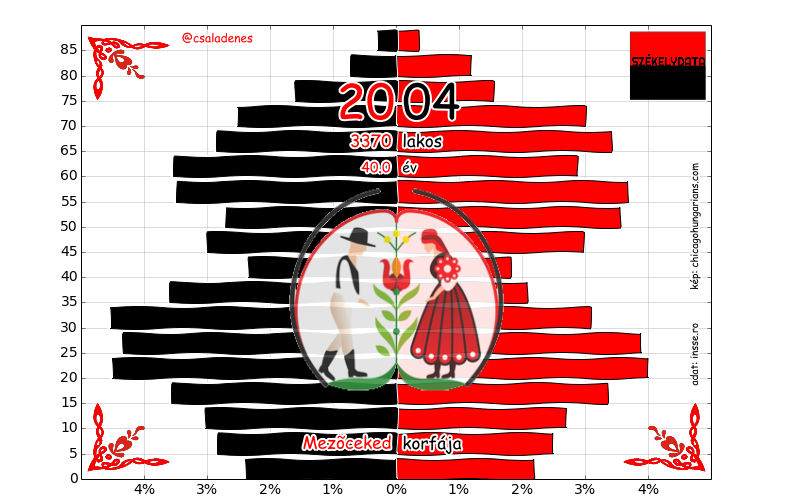 @csaladenes
SZÉKELYDATA
2004
3370 lakos
40.0 év
kép: chicagohungarians.com
adat: insse.ro
Mezőceked korfája
85
80
75
70
65
60
55
50
45
40
35
30
25
20
15
10
5
0
4% 3% 2% 1% 0% 1% 2% 3% 4%